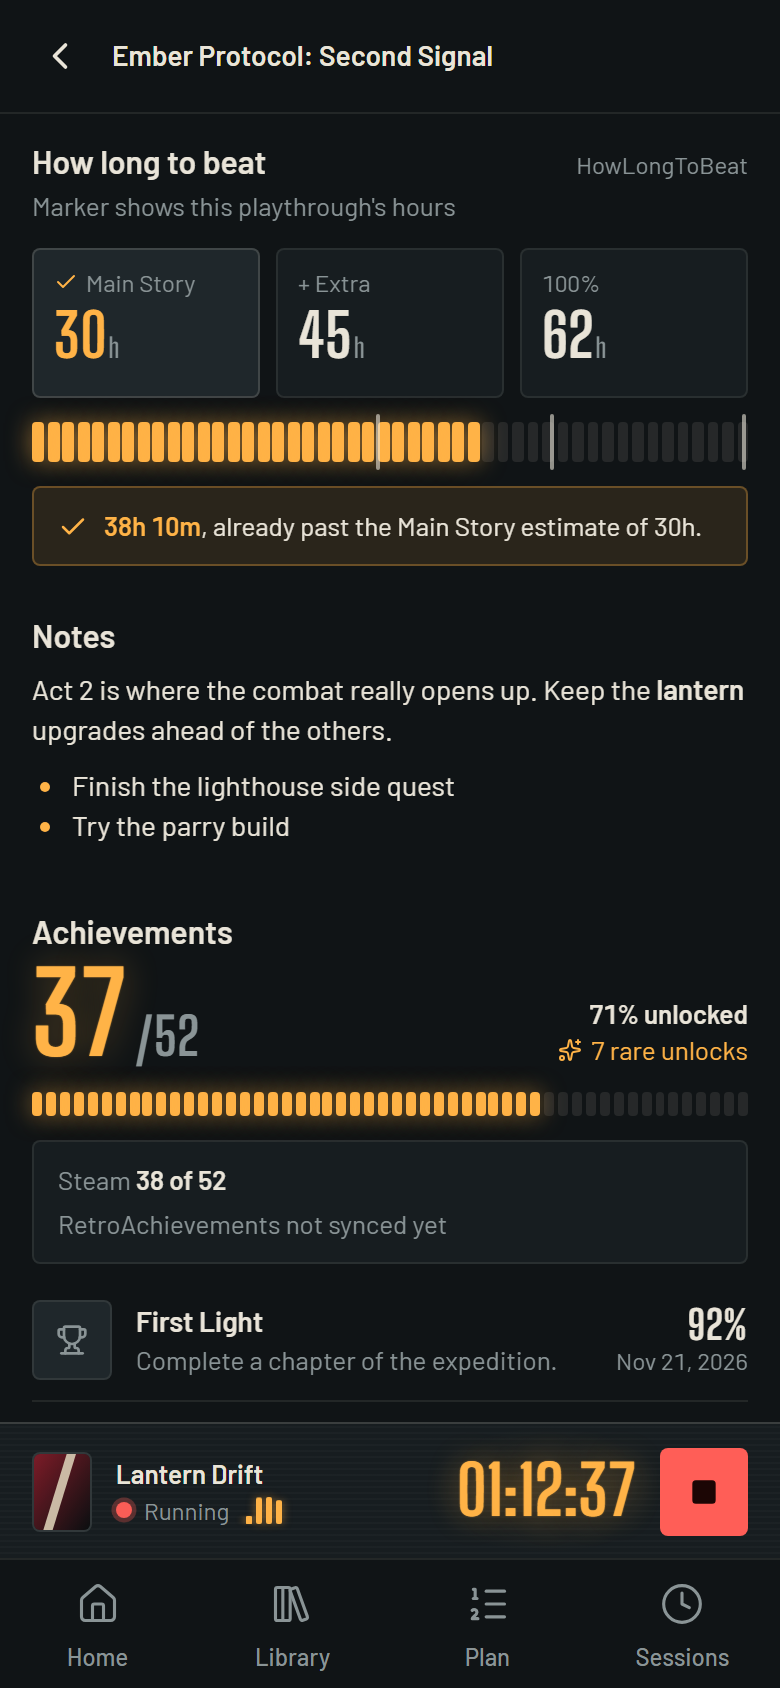 Ember Protocol: Second Signal
How long to beat
HowLongToBeat
Marker shows this playthrough's hours
Main Story
30h
+ Extra
45h
100%
62h
38h 10m, already past the Main Story estimate of 30h.
Notes
Act 2 is where the combat really opens up. Keep the lantern
upgrades ahead of the others.
Finish the lighthouse side quest
Try the parry build
Achievements
37/52
71% unlocked
7 rare unlocks
Steam 38 of 52
RetroAchievements not synced yet
First Light
92%
Complete a chapter of the expedition.
Nov 21, 2026
Lantern Drift
Running
01:12:37
Home
Library
Plan
Sessions